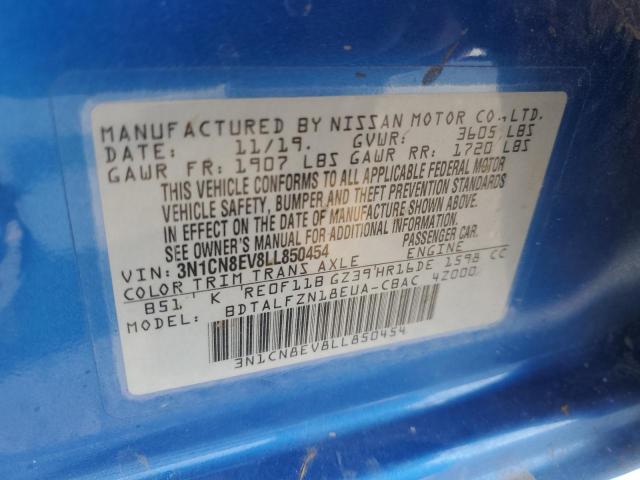 MANUFACTURED BY NISSAN MOTOR CO.,LTD.
DATE: 11/19. GVWR: 3605 LBS
GAWR FR: 1907 LBS GAWR RR: 1720 LBS
THIS VEHICLE CONFORMS TO ALL APPLICABLE FEDERAL MOTOR
VEHICLE SAFETY, BUMPER AND THEFT PREVENTION STANDARDS
IN EFFECT ON THE DATE OF MANUFACTURE SHOWN ABOVE.
SEE OWNER'S MANUAL FOR ADDITIONAL INFORMATION.
VIN: 3N1CN8EV8LL850454 PASSENGER CAR.
COLOR TRIM TRANS AXLE ENGINE
B51 K RE0F11B GZ39 HR16DE 1598 CC
MODEL: BDTALFZN18EUA-CBAC 42000
3N1CN8EV8LL850454